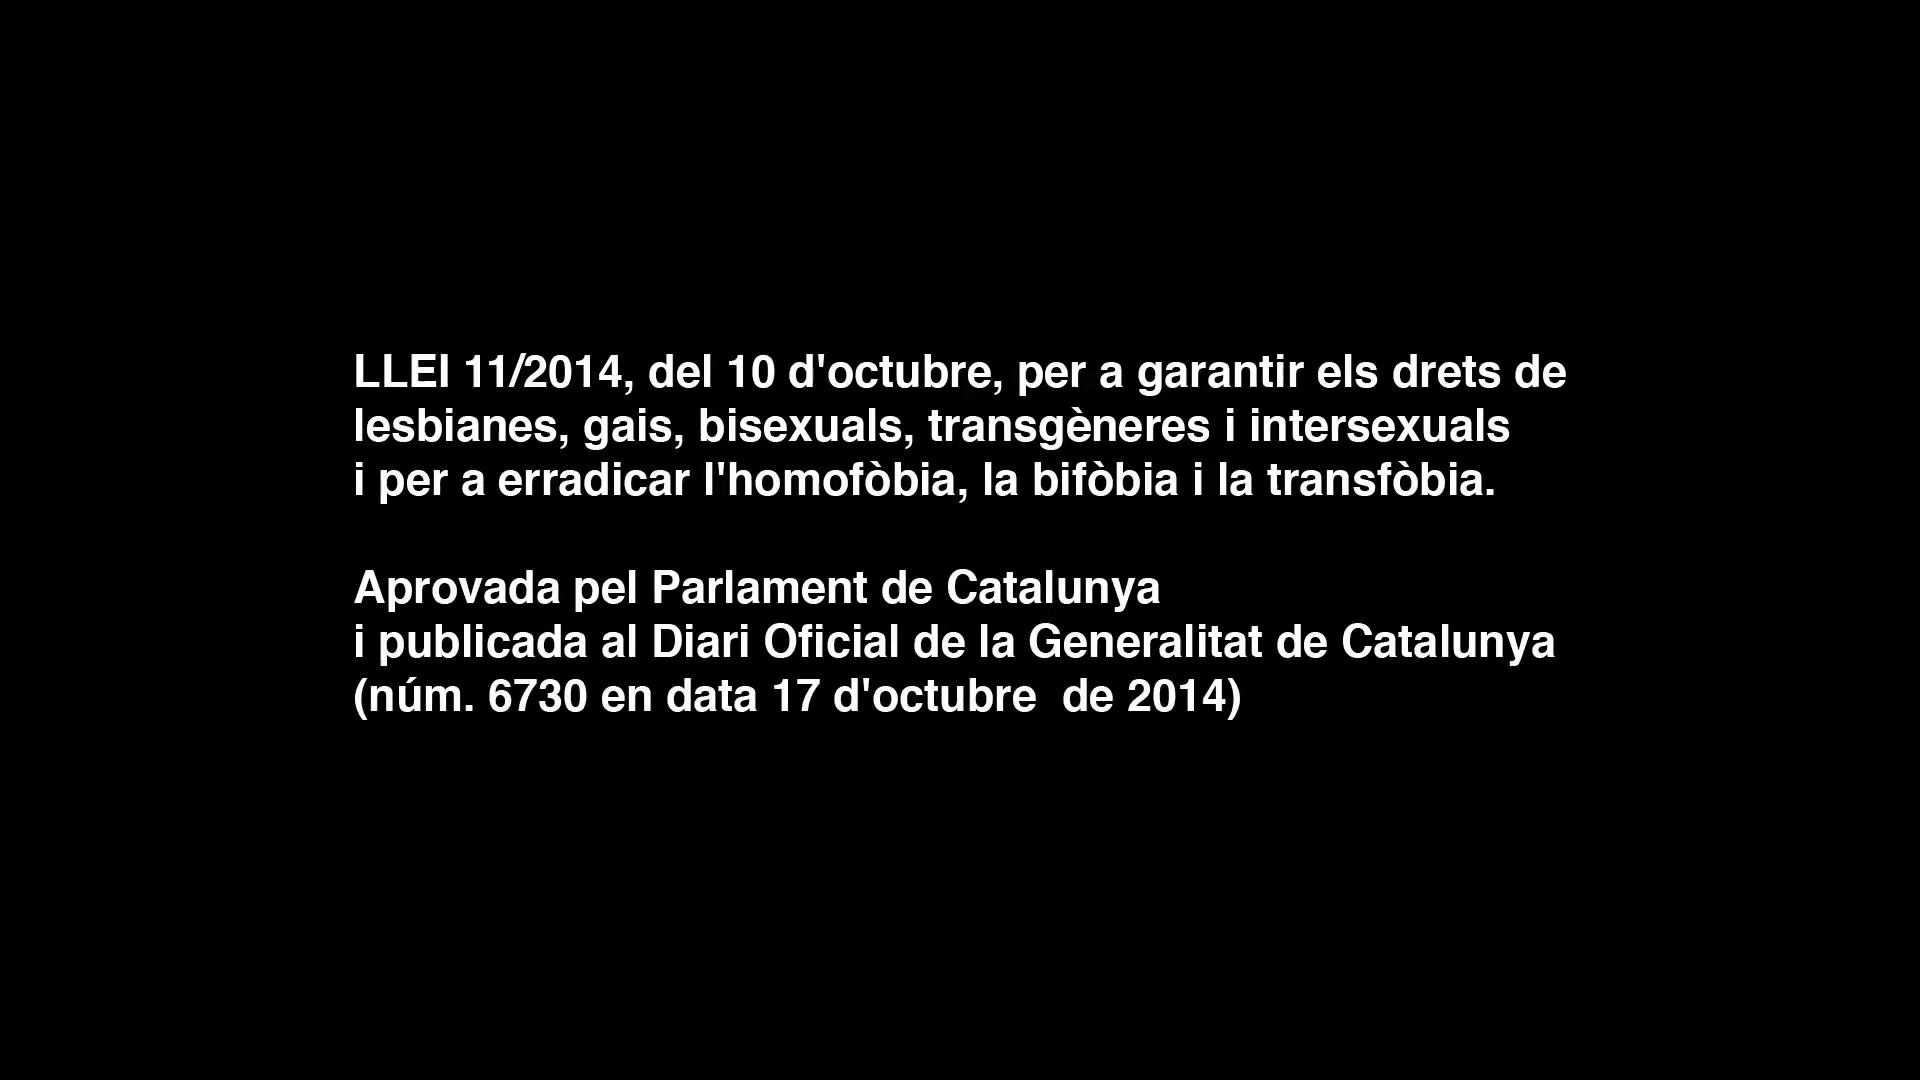 LLEI 11/2014, del 10 d'octubre, per a garantir els drets de
lesbianes, gais, bisexuals, transgèneres i intersexuals
i per a erradicar l'homofòbia, la bifòbia i la transfòbia.
Aprovada pel Parlament de Catalunya
i publicada al Diari Oficial de la Generalitat de Catalunya
(núm. 6730 en data 17 d'octubre  de 2014)